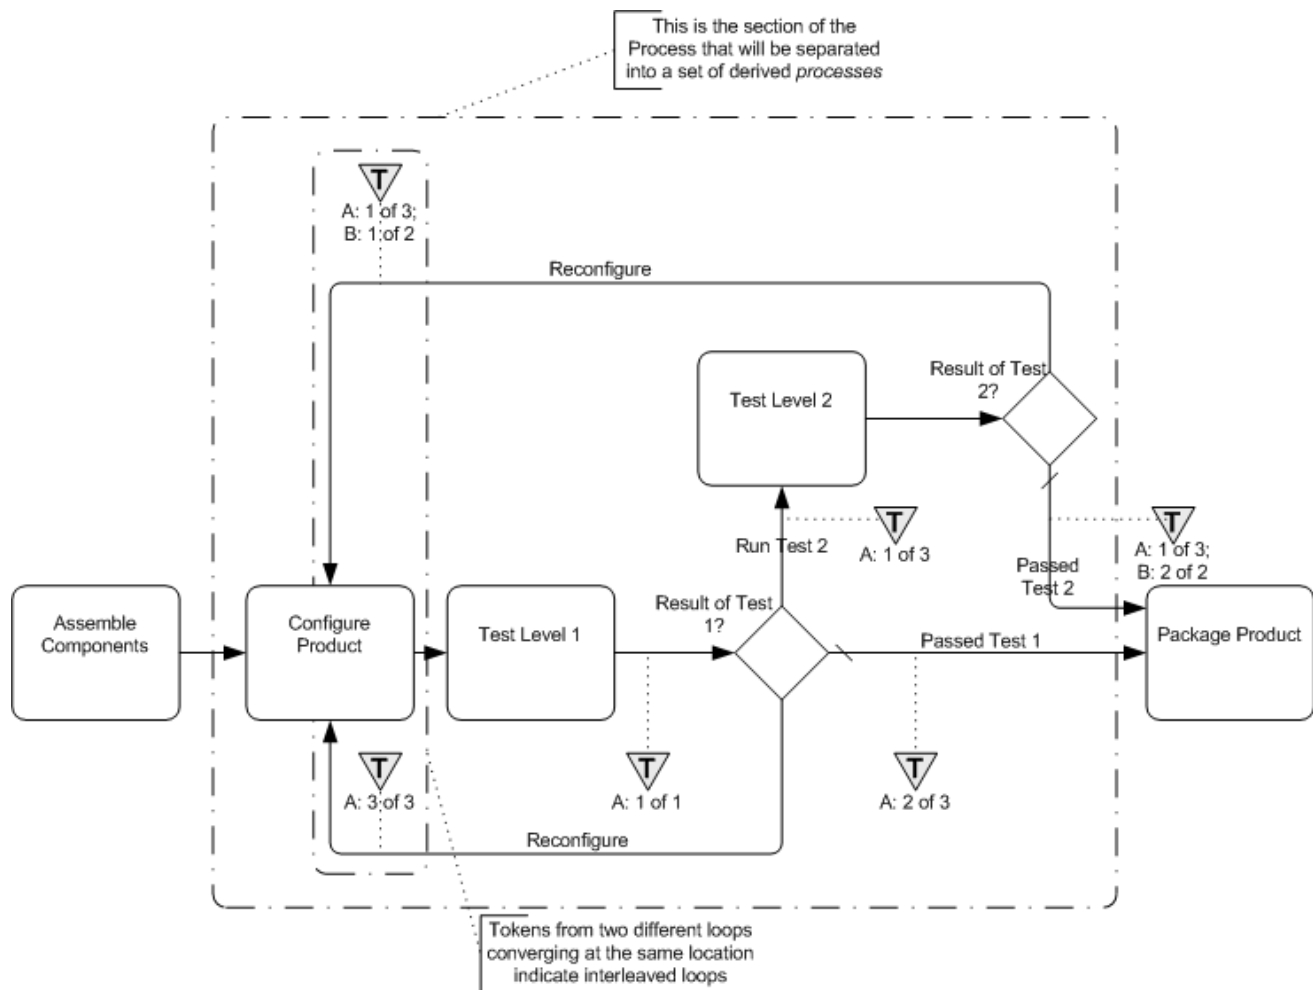 This is the section of the
Process that will be separated
into a set of derived processes
T
A: 1 of 3;
B: 1 of 2
Reconfigure
Test Level 2
Result of Test
2?
T
A: 1 of 3
Run Test 2
T
A: 1 of 3;
B: 2 of 2
Passed
Test 2
Assemble
Components
Configure
Product
Test Level 1
Result of Test
1?
Passed Test 1
Package Product
T
A: 3 of 3
T
A: 1 of 1
T
A: 2 of 3
Reconfigure
Tokens from two different loops
converging at the same location
indicate interleaved loops